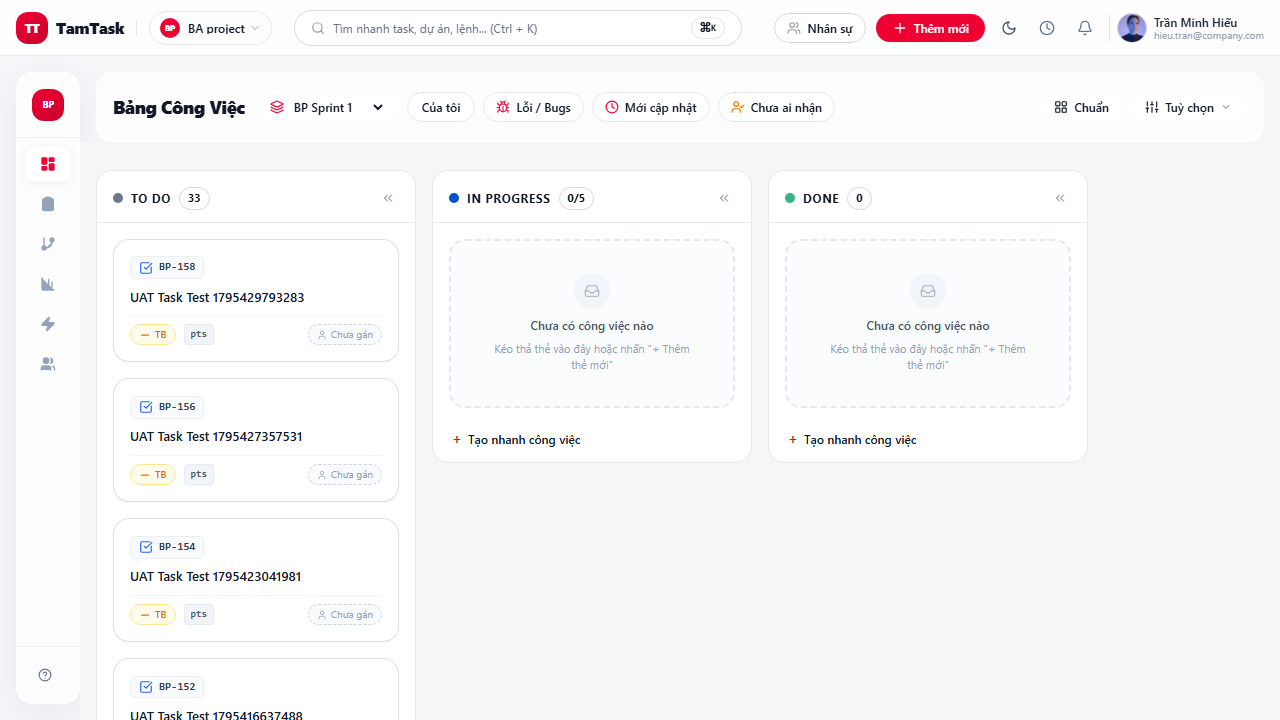 TT TamTask BP BA project Tìm nhanh task, dự án, lệnh... (Ctrl + K) ⌘K Nhân sự + Thêm mới Trần Minh Hiếu
hieu.tran@company.com
BP
Bảng Công Việc BP Sprint 1 Của tôi Lỗi / Bugs Mới cập nhật Chưa ai nhận Chuẩn Tuỳ chọn
TO DO 33
BP-158
UAT Task Test 1795429793283
TB pts Chưa gán
BP-156
UAT Task Test 1795427357531
TB pts Chưa gán
BP-154
UAT Task Test 1795423041981
TB pts Chưa gán
BP-152
UAT Task Test 1795416637488
IN PROGRESS 0/5
Chưa có công việc nào
Kéo thả thẻ vào đây hoặc nhấn "+ Thêm
thẻ mới"
+ Tạo nhanh công việc
DONE 0
Chưa có công việc nào
Kéo thả thẻ vào đây hoặc nhấn "+ Thêm
thẻ mới"
+ Tạo nhanh công việc